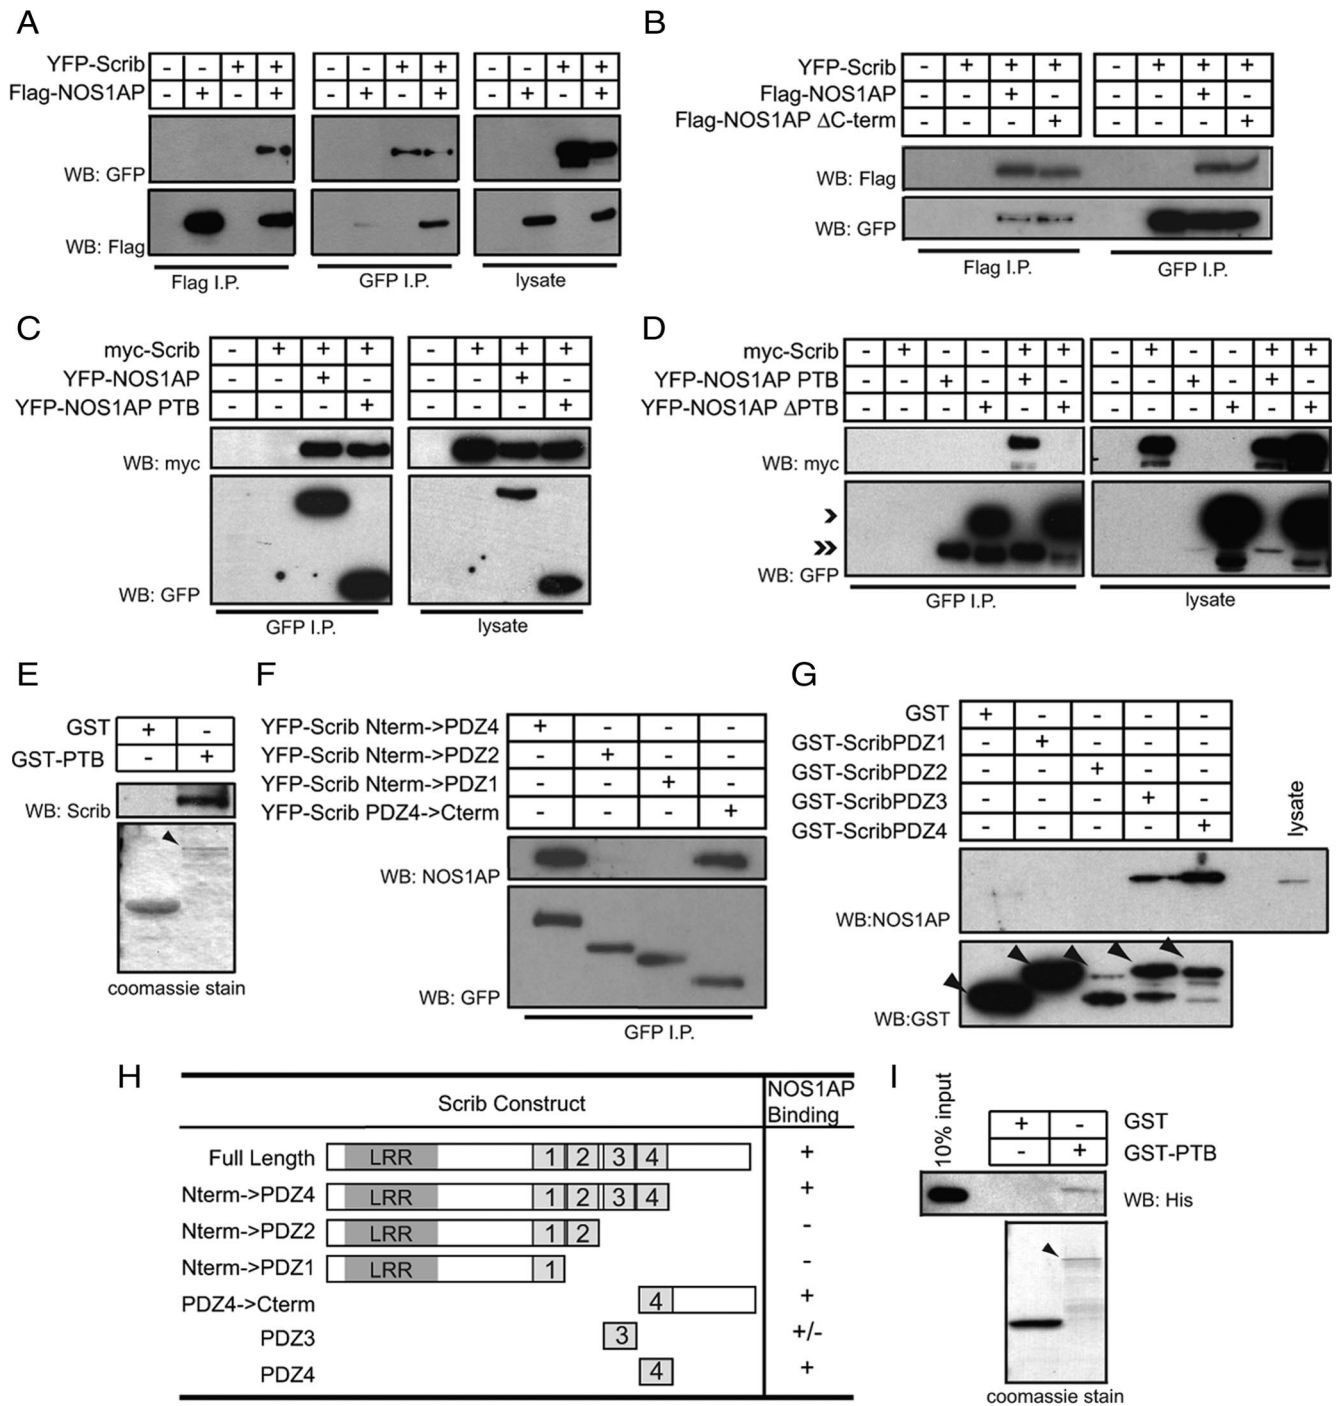 A
YFP-Scrib - - + + - - + + - - + +
Flag-NOS1AP - + - + - + - + - + - +
WB: GFP
WB: Flag
Flag I.P. GFP I.P. lysate
B
YFP-Scrib - + + + - + + +
Flag-NOS1AP - - + - - - + -
Flag-NOS1AP ΔC-term - - - + - - - +
WB: Flag
WB: GFP
Flag I.P. GFP I.P.
C
myc-Scrib - + + + - + + +
YFP-NOS1AP - - + - - - + -
YFP-NOS1AP PTB - - - + - - - +
WB: myc
WB: GFP
GFP I.P. lysate
D
myc-Scrib - + - - + + - + - - + +
YFP-NOS1AP PTB - - + - + - - - + - + -
YFP-NOS1AP ΔPTB - - - + - + - - - + - +
WB: myc
WB: GFP
GFP I.P. lysate
E
GST + -
GST-PTB - +
WB: Scrib
coomassie stain
F
YFP-Scrib Nterm->PDZ4 + - - -
YFP-Scrib Nterm->PDZ2 - + - -
YFP-Scrib Nterm->PDZ1 - - + -
YFP-Scrib PDZ4->Cterm - - - +
WB: NOS1AP
WB: GFP
GFP I.P.
G
GST + - - - -
GST-ScribPDZ1 - + - - -
GST-ScribPDZ2 - - + - -
GST-ScribPDZ3 - - - + -
GST-ScribPDZ4 - - - - +
lysate
WB:NOS1AP
WB:GST
H
Scrib Construct NOS1AP
Binding
Full Length LRR 1 2 3 4 +
Nterm->PDZ4 LRR 1 2 3 4 +
Nterm->PDZ2 LRR 1 2 -
Nterm->PDZ1 LRR 1 -
PDZ4->Cterm 4 +
PDZ3 3 +/-
PDZ4 4 +
I
10% input
+ - GST
- + GST-PTB
WB: His
coomassie stain